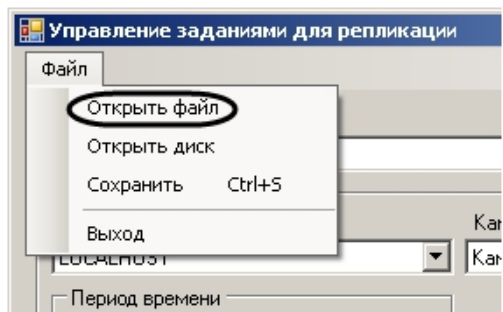 Управление заданиями для репликации
Файл
Открыть файл
Открыть диск
Сохранить Ctrl+S
Выход
LOCALHOST
Период времени